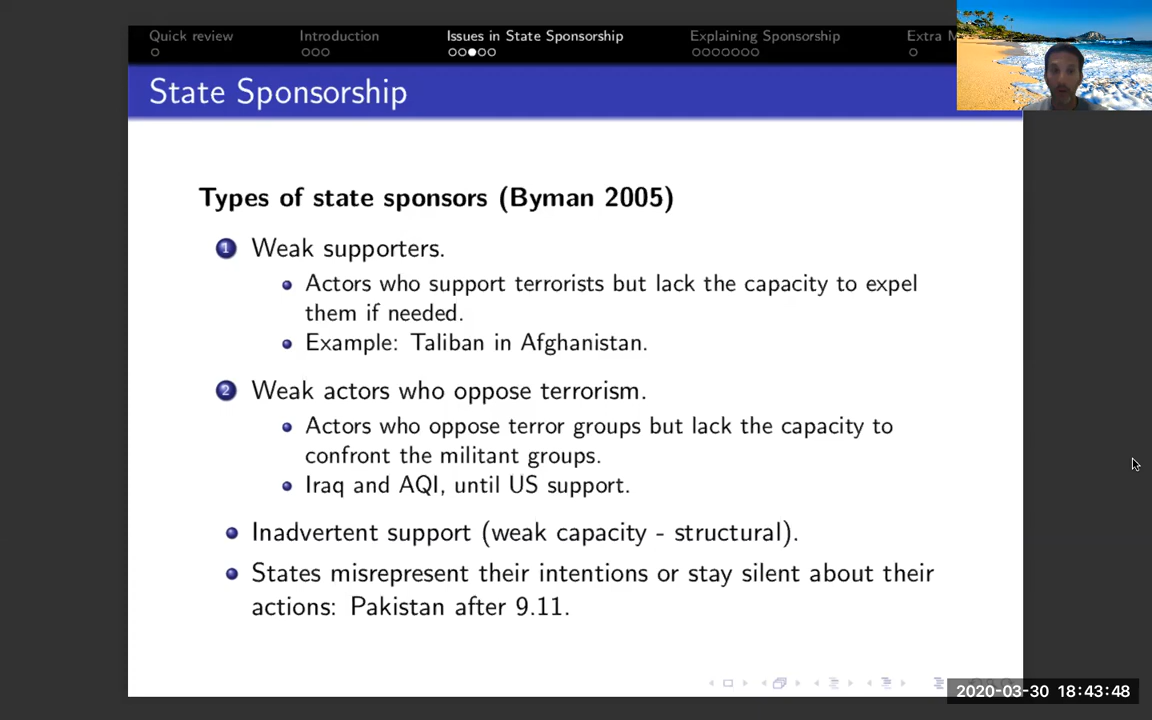 Quick review
Introduction
Issues in State Sponsorship
Explaining Sponsorship
Extra
State Sponsorship
Types of state sponsors (Byman 2005)
1 Weak supporters.
Actors who support terrorists but lack the capacity to expel
them if needed.
Example: Taliban in Afghanistan.
2 Weak actors who oppose terrorism.
Actors who oppose terror groups but lack the capacity to
confront the militant groups.
Iraq and AQI, until US support.
Inadvertent support (weak capacity - structural).
States misrepresent their intentions or stay silent about their
actions: Pakistan after 9.11.
2020-03-30 18:43:48